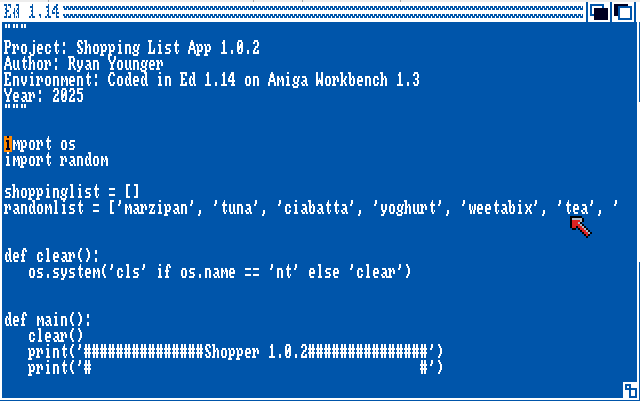 Ed 1.14
"""
Project: Shopping List App 1.0.2
Author: Ryan Younger
Environment: Coded in Ed 1.14 on Amiga Workbench 1.3
Year: 2025
"""
import os
import random
shoppinglist = []
randomlist = ['marzipan', 'tuna', 'ciabatta', 'yoghurt', 'weetabix', 'tea', '
def clear():
   os.system('cls' if os.name == 'nt' else 'clear')
def main():
   clear()
   print('###############Shopper 1.0.2###############')
   print('#                                         #')